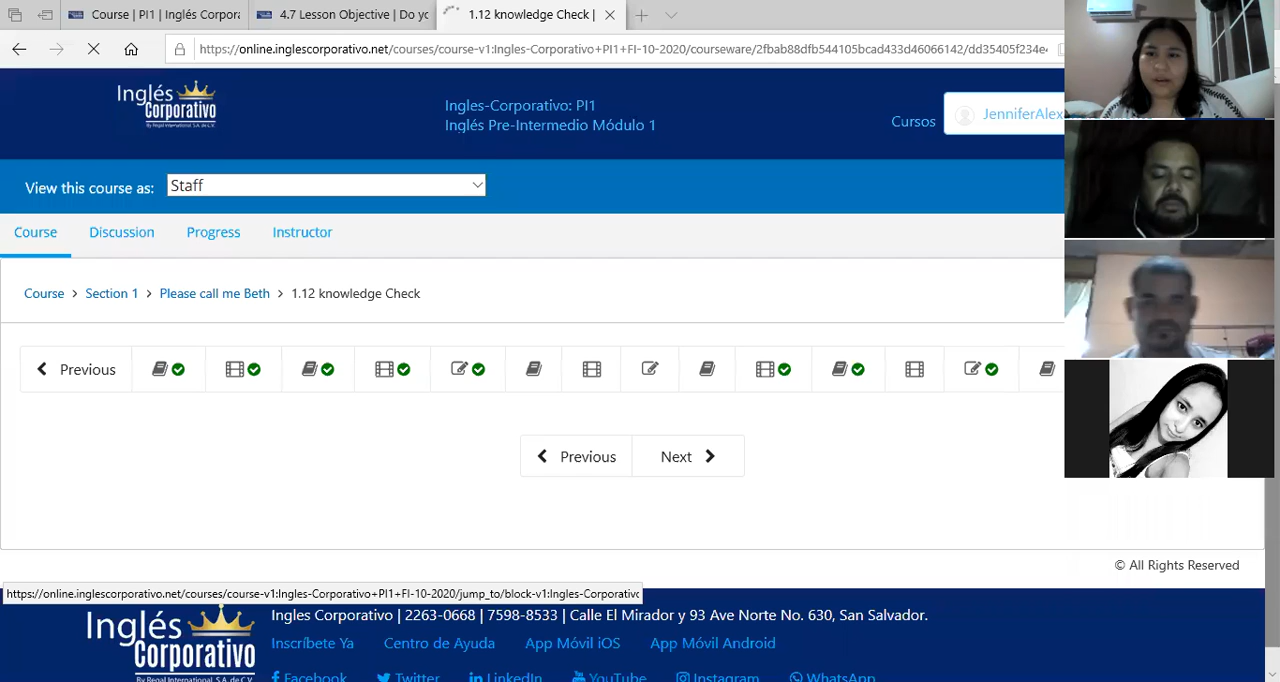 Course | PI1 | Inglés Corpora
4.7 Lesson Objective | Do yo
1.12 knowledge Check |
https://online.inglescorporativo.net/courses/course-v1:Ingles-Corporativo+PI1+FI-10-2020/courseware/2fbab88dfb544105bcad433d46066142/dd35405f234e4
Inglés
Corporativo
By Regal International, S.A. de C.V.
Ingles-Corporativo: PI1
Inglés Pre-Intermedio Módulo 1
Cursos
JenniferAlex
View this course as:
Staff
Course
Discussion
Progress
Instructor
Course > Section 1 > Please call me Beth > 1.12 knowledge Check
Previous
Previous
Next
© All Rights Reserved
https://online.inglescorporativo.net/courses/course-v1:Ingles-Corporativo+PI1+FI-10-2020/jump_to/block-v1:Ingles-Corporativo
Inglés
Corporativo
By Regal International, S.A. de C.V.
Ingles Corporativo | 2263-0668 | 7598-8533 | Calle El Mirador y 93 Ave Norte No. 630, San Salvador.
Inscríbete Ya
Centro de Ayuda
App Móvil iOS
App Móvil Android
Facebook
Twitter
LinkedIn
YouTube
Instagram
WhatsApp